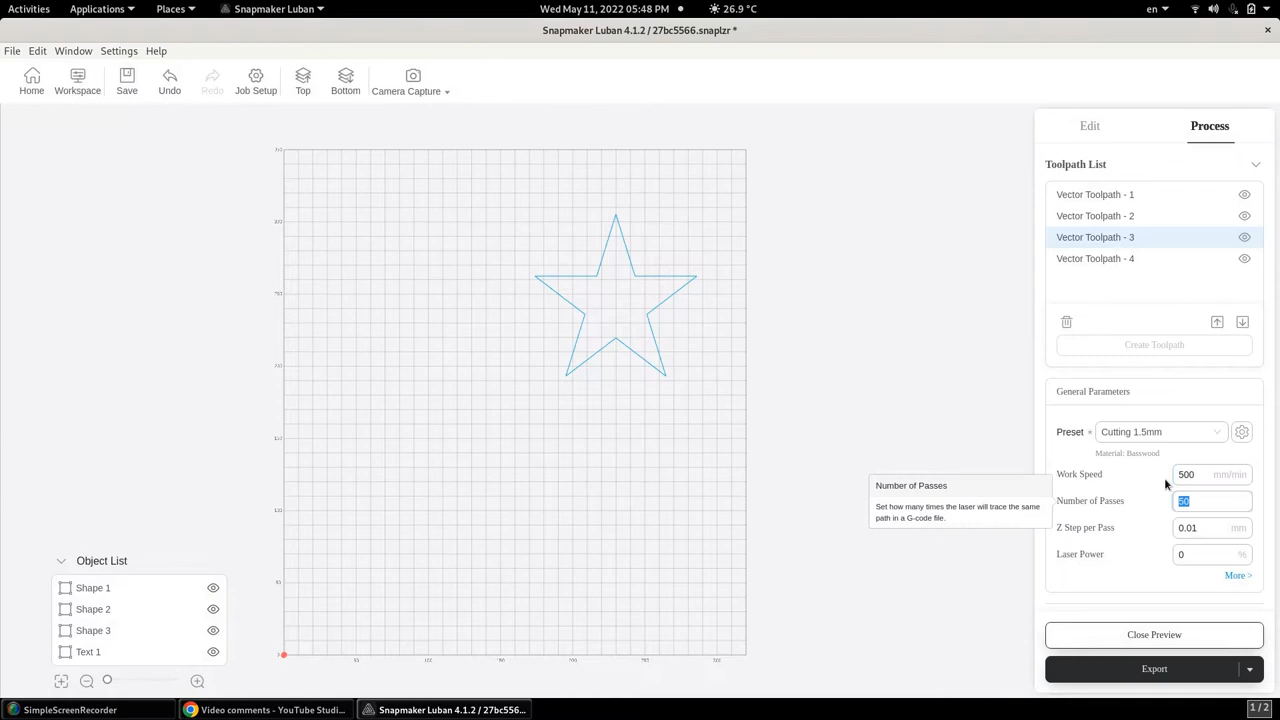 Activities Applications Places Snapmaker Luban Wed May 11, 2022 05:48 PM 26.9 °C en
Snapmaker Luban 4.1.2 / 27bc5566.snaplzr *
File Edit Window Settings Help
Home Workspace Save Undo Redo Job Setup Top Bottom Camera Capture
Edit Process
Toolpath List
Vector Toolpath - 1
Vector Toolpath - 2
Vector Toolpath - 3
Vector Toolpath - 4
Create Toolpath
General Parameters
Preset Cutting 1.5mm
Material: Basswood
Work Speed 500 mm/min
Number of Passes 50
Z Step per Pass 0.01 mm
Laser Power 0 %
More >
Number of Passes
Set how many times the laser will trace the same
path in a G-code file.
Close Preview
Export
Object List
Shape 1
Shape 2
Shape 3
Text 1
SimpleScreenRecorder Video comments - YouTube Studi... Snapmaker Luban 4.1.2 / 27bc556... 1 / 2